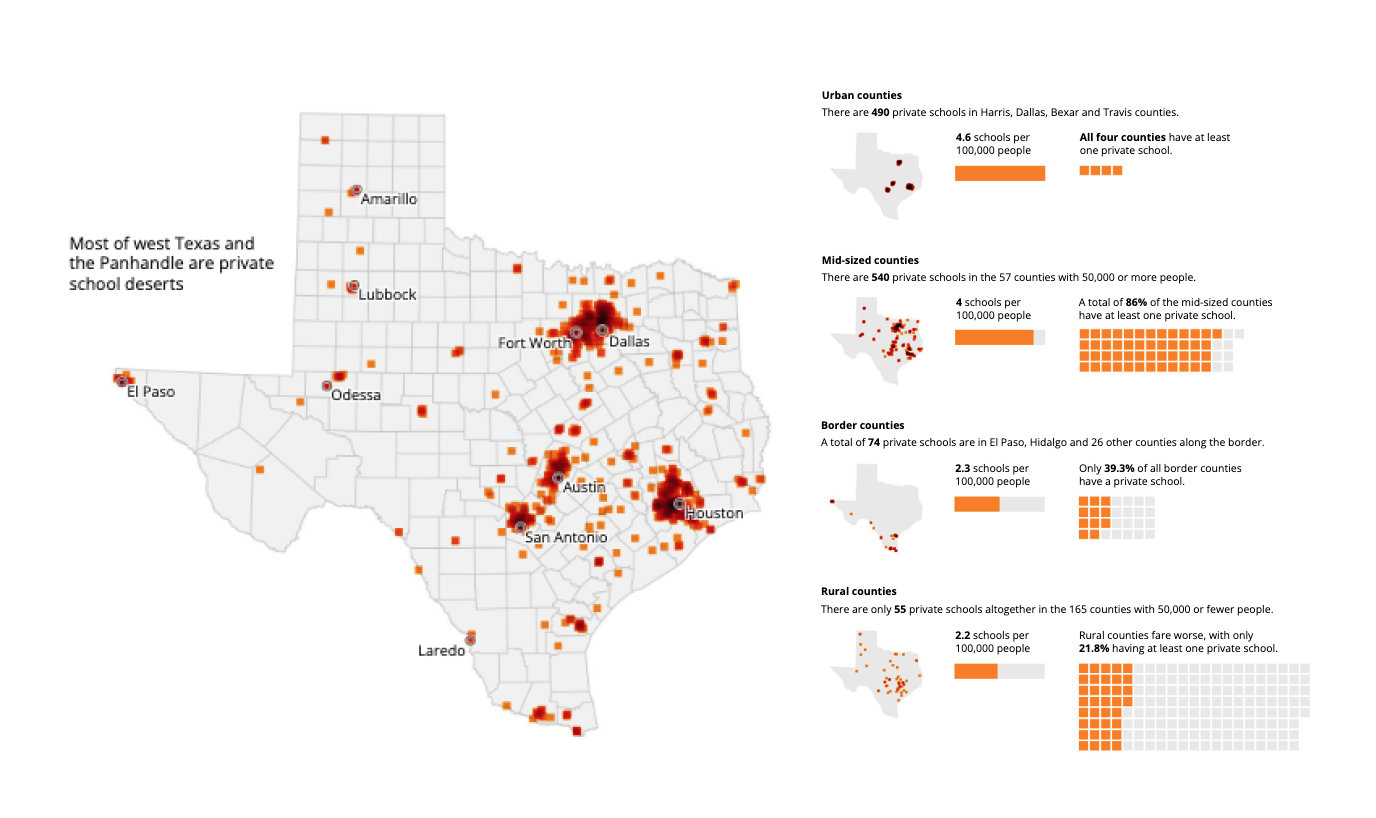 Most of west Texas and
the Panhandle are private
school deserts
Amarillo
Lubbock
Fort Worth
Dallas
El Paso
Odessa
Austin
Houston
San Antonio
Laredo
Urban counties
There are 490 private schools in Harris, Dallas, Bexar and Travis counties.
4.6 schools per
100,000 people
All four counties have at least
one private school.
Mid-sized counties
There are 540 private schools in the 57 counties with 50,000 or more people.
4 schools per
100,000 people
A total of 86% of the mid-sized counties
have at least one private school.
Border counties
A total of 74 private schools are in El Paso, Hidalgo and 26 other counties along the border.
2.3 schools per
100,000 people
Only 39.3% of all border counties
have a private school.
Rural counties
There are only 55 private schools altogether in the 165 counties with 50,000 or fewer people.
2.2 schools per
100,000 people
Rural counties fare worse, with only
21.8% having at least one private school.